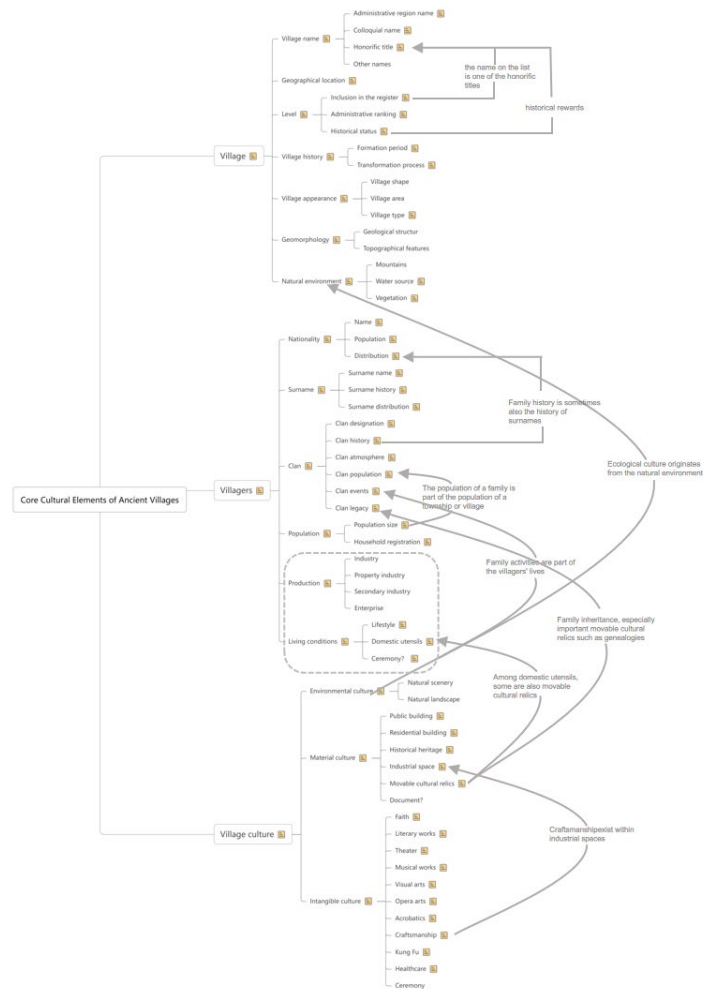 Administrative region name
Colloquial name
Village name
Honorific title
Other names
the name on the list
is one of the honorific
titles
Geographical location
Inclusion in the register
historical rewards
Level
Administrative ranking
Historical status
Formation period
Village
Village history
Transformation process
Village shape
Village appearance
Village area
Village type
Geological structur
Geomorphology
Topographical features
Mountains
Natural environment
Water source
Vegetation
Name
Nationality
Population
Distribution
Surname name
Surname
Surname history
Surname distribution
Family history is sometimes
also the history of
surnames
Clan designation
Clan history
Clan atmosphere
Clan
Clan population
Clan events
Clan legacy
Ecological culture originates
from the natural environment
Villagers
Core Cultural Elements of Ancient Villages
The population of a family is
part of the population of a
township or village
Population size
Population
Household registration
Industry
Family activities are part of
the villagers' lives
Property industry
Production
Secondary industry
Enterprise
Lifestyle
Family inheritance, especially
important movable cultural
relics such as genealogies
Living conditions
Domestic utensils
Ceremony?
Among domestic utensils,
some are also movable
cultural relics
Natural scenery
Environmental culture
Natural landscape
Public building
Residential building
Historical heritage
Material culture
Industrial space
Movable cultural relics
Document?
Faith
Literary works
Village culture
Craftamanshipexist within
industrial spaces
Theater
Musical works
Visual arts
Intangible culture
Opera arts
Acrobatics
Craftsmanship
Kung Fu
Healthcare
Ceremony